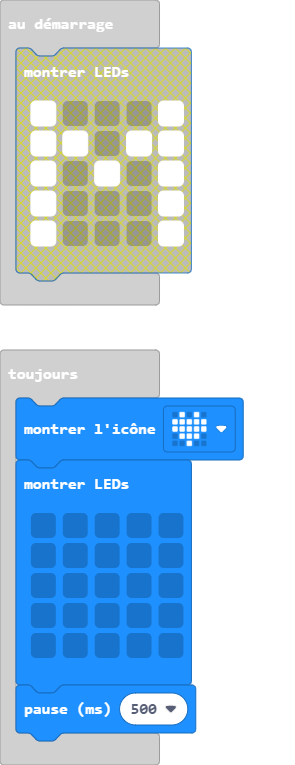 au démarrage
montrer LEDs
toujours
montrer l'icône
montrer LEDs
pause (ms) 500